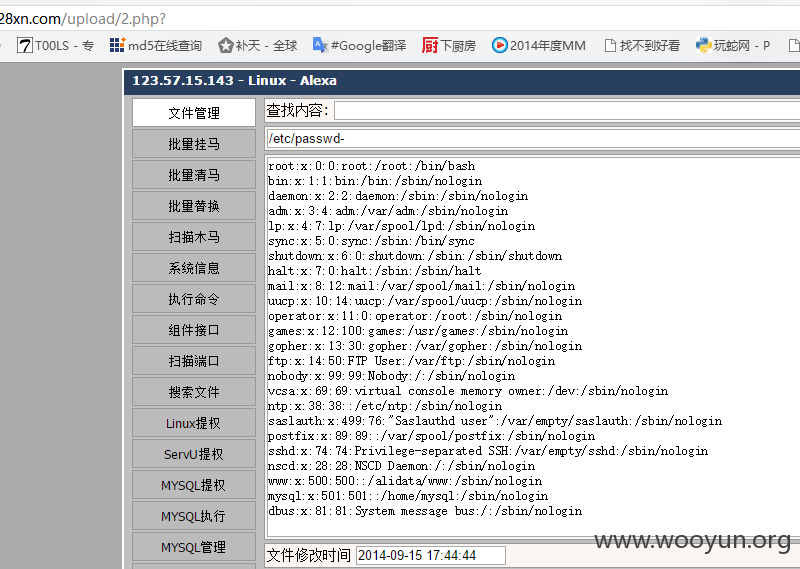 28xn.com/upload/2.php?
T00LS - 专
md5在线查询
补天 - 全球
#Google翻译
下厨房
2014年度MM
找不到好看
玩蛇网 - P
123.57.15.143 - Linux - Alexa
文件管理
批量挂马
批量清马
批量替换
扫描木马
系统信息
执行命令
组件接口
扫描端口
搜索文件
Linux提权
ServU提权
MYSQL提权
MYSQL执行
MYSQL管理
查找内容:
/etc/passwd-
root:x:0:0:root:/root:/bin/bash
bin:x:1:1:bin:/bin:/sbin/nologin
daemon:x:2:2:daemon:/sbin:/sbin/nologin
adm:x:3:4:adm:/var/adm:/sbin/nologin
lp:x:4:7:lp:/var/spool/lpd:/sbin/nologin
sync:x:5:0:sync:/sbin:/bin/sync
shutdown:x:6:0:shutdown:/sbin:/sbin/shutdown
halt:x:7:0:halt:/sbin:/sbin/halt
mail:x:8:12:mail:/var/spool/mail:/sbin/nologin
uucp:x:10:14:uucp:/var/spool/uucp:/sbin/nologin
operator:x:11:0:operator:/root:/sbin/nologin
games:x:12:100:games:/usr/games:/sbin/nologin
gopher:x:13:30:gopher:/var/gopher:/sbin/nologin
ftp:x:14:50:FTP User:/var/ftp:/sbin/nologin
nobody:x:99:99:Nobody:/:/sbin/nologin
vcsa:x:69:69:virtual console memory owner:/dev:/sbin/nologin
ntp:x:38:38::/etc/ntp:/sbin/nologin
saslauth:x:499:76:"Saslauthd user":/var/empty/saslauth:/sbin/nologin
postfix:x:89:89::/var/spool/postfix:/sbin/nologin
sshd:x:74:74:Privilege-separated SSH:/var/empty/sshd:/sbin/nologin
nscd:x:28:28:NSCD Daemon:/:/sbin/nologin
www:x:500:500::/alidata/www:/sbin/nologin
mysql:x:501:501::/home/mysql:/sbin/nologin
dbus:x:81:81:System message bus:/:/sbin/nologin
www.wooyun.org
文件修改时间 2014-09-15 17:44:44